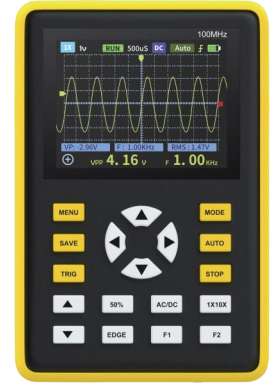 100MHz
1X 1v RUN 500uS DC Auto
VP:-2.96V F: 1.00KHz RMS:1.47V
VPP 4.16 V F 1.00 KHz
MENU MODE
SAVE AUTO
TRIG STOP
50% AC/DC 1X10X
EDGE F1 F2